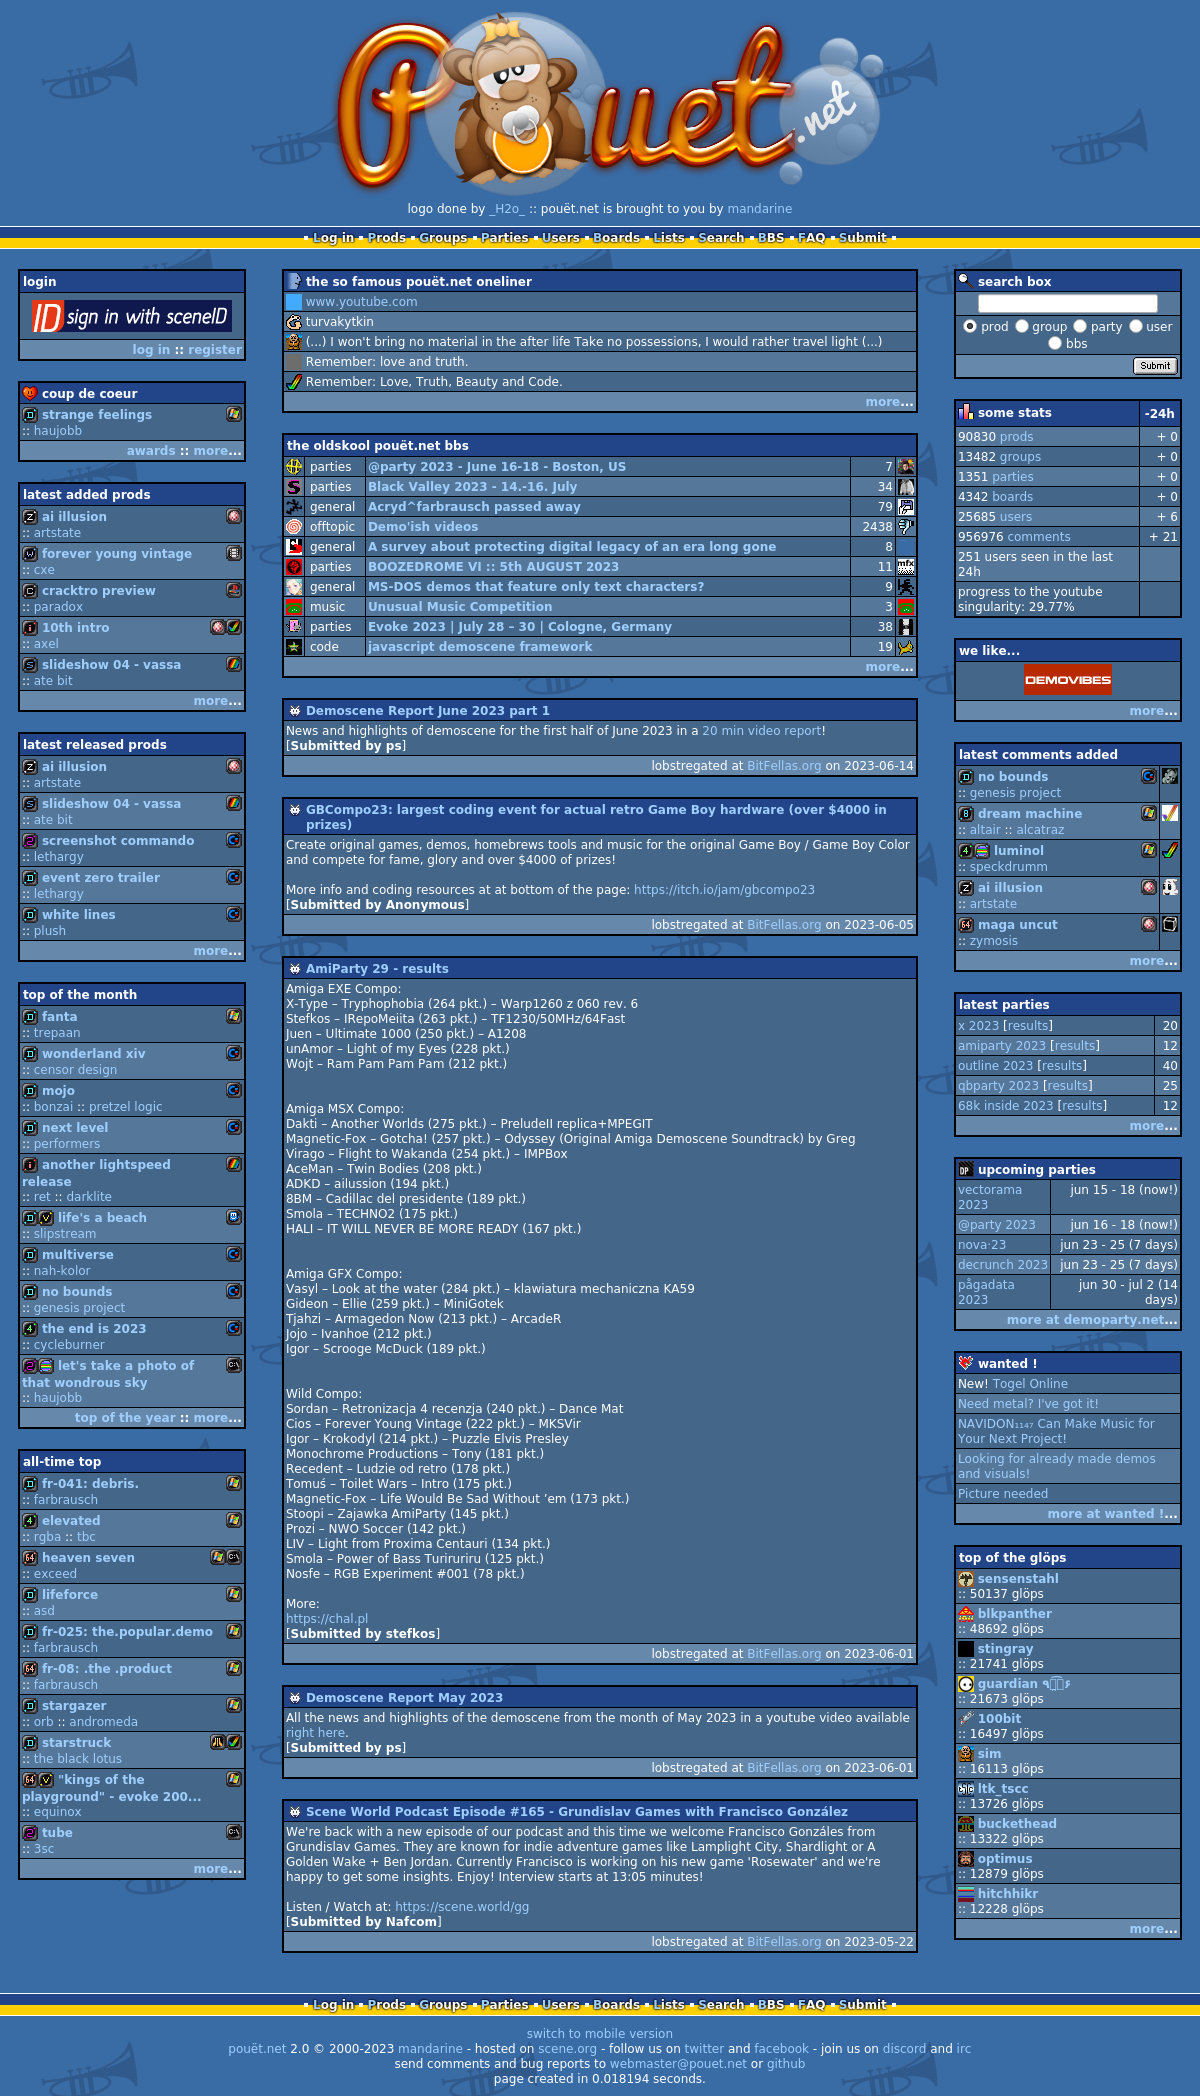 Pouet.net
logo done by _H2o_ :: pouët.net is brought to you by mandarine
Log in Prods Groups Parties Users Boards Lists Search BBS FAQ Submit
login
ID sign in with sceneID
log in :: register
coup de coeur
strange feelings
:: haujobb
awards :: more...
latest added prods
ai illusion
:: artstate
forever young vintage
:: cxe
cracktro preview
:: paradox
10th intro
:: axel
slideshow 04 - vassa
:: ate bit
more...
latest released prods
ai illusion
:: artstate
slideshow 04 - vassa
:: ate bit
screenshot commando
:: lethargy
event zero trailer
:: lethargy
white lines
:: plush
more...
top of the month
fanta
:: trepaan
wonderland xiv
:: censor design
mojo
:: bonzai :: pretzel logic
next level
:: performers
another lightspeed
release
:: ret :: darklite
life's a beach
:: slipstream
multiverse
:: nah-kolor
no bounds
:: genesis project
the end is 2023
:: cycleburner
let's take a photo of
that wondrous sky
:: haujobb
top of the year :: more...
all-time top
fr-041: debris.
:: farbrausch
elevated
:: rgba :: tbc
heaven seven
:: exceed
lifeforce
:: asd
fr-025: the.popular.demo
:: farbrausch
fr-08: .the .product
:: farbrausch
stargazer
:: orb :: andromeda
starstruck
:: the black lotus
"kings of the
playground" - evoke 200...
:: equinox
tube
:: 3sc
more...
the so famous pouët.net oneliner
www.youtube.com
turvakytkin
(...) I won't bring no material in the after life Take no possessions, I would rather travel light (...)
Remember: love and truth.
Remember: Love, Truth, Beauty and Code.
more...
the oldskool pouët.net bbs
parties @party 2023 - June 16-18 - Boston, US 7
parties Black Valley 2023 - 14.-16. July 34
general Acryd^farbrausch passed away 79
offtopic Demo'ish videos 2438
general A survey about protecting digital legacy of an era long gone 8
parties BOOZEDROME VI :: 5th AUGUST 2023 11
general MS-DOS demos that feature only text characters? 9
music Unusual Music Competition 3
parties Evoke 2023 | July 28 – 30 | Cologne, Germany 38
code javascript demoscene framework 19
more...
Demoscene Report June 2023 part 1
News and highlights of demoscene for the first half of June 2023 in a 20 min video report!
[Submitted by ps]
lobstregated at BitFellas.org on 2023-06-14
GBCompo23: largest coding event for actual retro Game Boy hardware (over $4000 in
prizes)
Create original games, demos, homebrews tools and music for the original Game Boy / Game Boy Color
and compete for fame, glory and over $4000 of prizes!
More info and coding resources at at bottom of the page: https://itch.io/jam/gbcompo23
[Submitted by Anonymous]
lobstregated at BitFellas.org on 2023-06-05
AmiParty 29 - results
Amiga EXE Compo:
X-Type – Tryphophobia (264 pkt.) – Warp1260 z 060 rev. 6
Stefkos – IRepoMeiita (263 pkt.) – TF1230/50MHz/64Fast
Juen – Ultimate 1000 (250 pkt.) – A1208
unAmor – Light of my Eyes (228 pkt.)
Wojt – Ram Pam Pam Pam (212 pkt.)
Amiga MSX Compo:
Dakti – Another Worlds (275 pkt.) – PreludeII replica+MPEGIT
Magnetic-Fox – Gotcha! (257 pkt.) – Odyssey (Original Amiga Demoscene Soundtrack) by Greg
Virago – Flight to Wakanda (254 pkt.) – IMPBox
AceMan – Twin Bodies (208 pkt.)
ADKD – ailussion (194 pkt.)
8BM – Cadillac del presidente (189 pkt.)
Smola – TECHNO2 (175 pkt.)
HALI – IT WILL NEVER BE MORE READY (167 pkt.)
Amiga GFX Compo:
Vasyl – Look at the water (284 pkt.) – klawiatura mechaniczna KA59
Gideon – Ellie (259 pkt.) – MiniGotek
Tjahzi – Armagedon Now (213 pkt.) – ArcadeR
Jojo – Ivanhoe (212 pkt.)
Igor – Scrooge McDuck (189 pkt.)
Wild Compo:
Sordan – Retronizacja 4 recenzja (240 pkt.) – Dance Mat
Cios – Forever Young Vintage (222 pkt.) – MKSVir
Igor – Krokodyl (214 pkt.) – Puzzle Elvis Presley
Monochrome Productions – Tony (181 pkt.)
Recedent – Ludzie od retro (178 pkt.)
Tomuś – Toilet Wars – Intro (175 pkt.)
Magnetic-Fox – Life Would Be Sad Without ’em (173 pkt.)
Stoopi – Zajawka AmiParty (145 pkt.)
Prozi – NWO Soccer (142 pkt.)
LIV – Light from Proxima Centauri (134 pkt.)
Smola – Power of Bass Turiruriru (125 pkt.)
Nosfe – RGB Experiment #001 (78 pkt.)
More:
https://chal.pl
[Submitted by stefkos]
lobstregated at BitFellas.org on 2023-06-01
Demoscene Report May 2023
All the news and highlights of the demoscene from the month of May 2023 in a youtube video available
right here.
[Submitted by ps]
lobstregated at BitFellas.org on 2023-06-01
Scene World Podcast Episode #165 - Grundislav Games with Francisco González
We're back with a new episode of our podcast and this time we welcome Francisco Gonzáles from
Grundislav Games. They are known for indie adventure games like Lamplight City, Shardlight or A
Golden Wake + Ben Jordan. Currently Francisco is working on his new game 'Rosewater' and we're
happy to get some insights. Enjoy! Interview starts at 13:05 minutes!
Listen / Watch at: https://scene.world/gg
[Submitted by Nafcom]
lobstregated at BitFellas.org on 2023-05-22
search box
prod group party user
bbs
Submit
some stats -24h
90830 prods + 0
13482 groups + 0
1351 parties + 0
4342 boards + 0
25685 users + 6
956976 comments + 21
251 users seen in the last
24h
progress to the youtube
singularity: 29.77%
we like...
DEMOVIBES
more...
latest comments added
no bounds
:: genesis project
dream machine
:: altair :: alcatraz
luminol
:: speckdrumm
ai illusion
:: artstate
maga uncut
:: zymosis
more...
latest parties
x 2023 [results] 20
amiparty 2023 [results] 12
outline 2023 [results] 40
qbparty 2023 [results] 25
68k inside 2023 [results] 12
more...
upcoming parties
vectorama
2023 jun 15 - 18 (now!)
@party 2023 jun 16 - 18 (now!)
nova·23 jun 23 - 25 (7 days)
decrunch 2023 jun 23 - 25 (7 days)
pågadata jun 30 - jul 2 (14
2023 days)
more at demoparty.net...
wanted !
New! Togel Online
Need metal? I've got it!
NAVIDON₁₁₄₇ Can Make Music for
Your Next Project!
Looking for already made demos
and visuals!
Picture needed
more at wanted !...
top of the glöps
sensenstahl
:: 50137 glöps
blkpanther
:: 48692 glöps
stingray
:: 21741 glöps
guardian
:: 21673 glöps
100bit
:: 16497 glöps
sim
:: 16113 glöps
ltk_tscc
:: 13726 glöps
buckethead
:: 13322 glöps
optimus
:: 12879 glöps
hitchhikr
:: 12228 glöps
more...
Log in Prods Groups Parties Users Boards Lists Search BBS FAQ Submit
switch to mobile version
pouët.net 2.0 © 2000-2023 mandarine - hosted on scene.org - follow us on twitter and facebook - join us on discord and irc
send comments and bug reports to webmaster@pouet.net or github
page created in 0.018194 seconds.